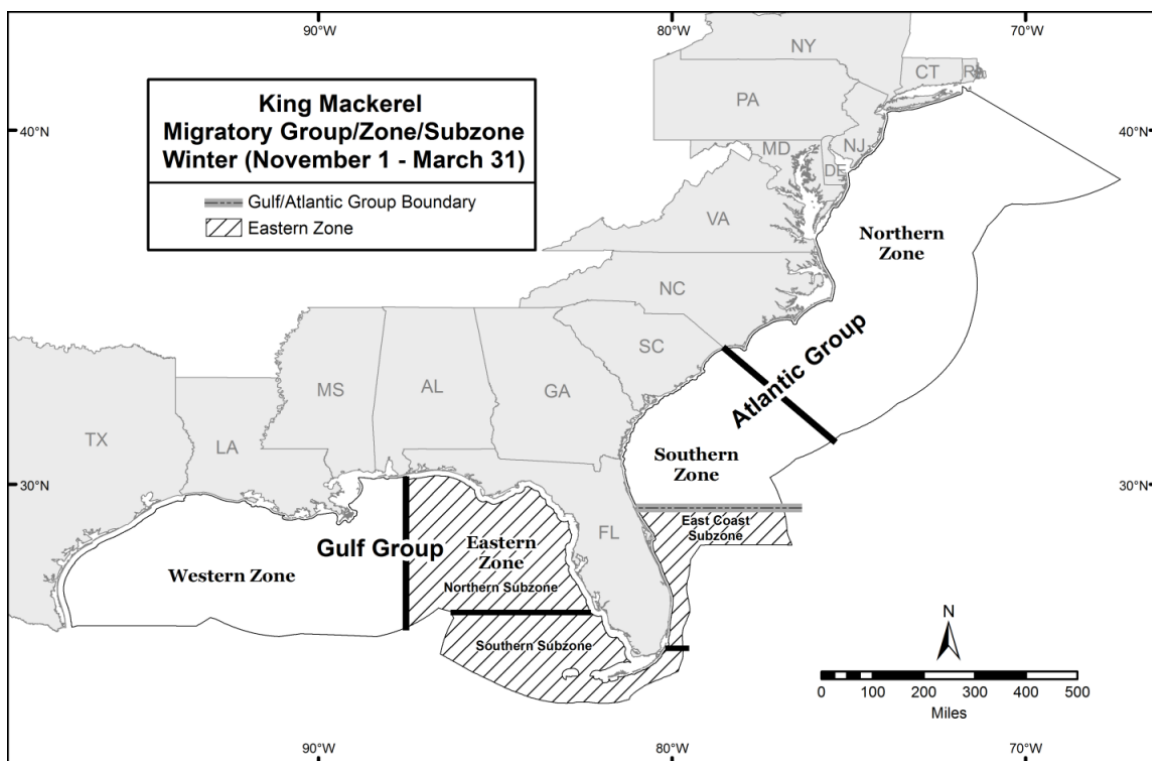 90°W
80°W
70°W
King Mackerel
Migratory Group/Zone/Subzone
Winter (November 1 - March 31)
Gulf/Atlantic Group Boundary
Eastern Zone
NY
CT
RI
PA
40°N
40°N
NJ
MD
DE
VA
Northern
Zone
NC
SC
Atlantic Group
MS
AL
GA
TX
LA
Southern
Zone
30°N
30°N
East Coast
Subzone
FL
Gulf Group
Eastern
Zone
Western Zone
Northern Subzone
Southern Subzone
N
0 50 100 200 300 400 500
Miles
90°W
80°W
70°W